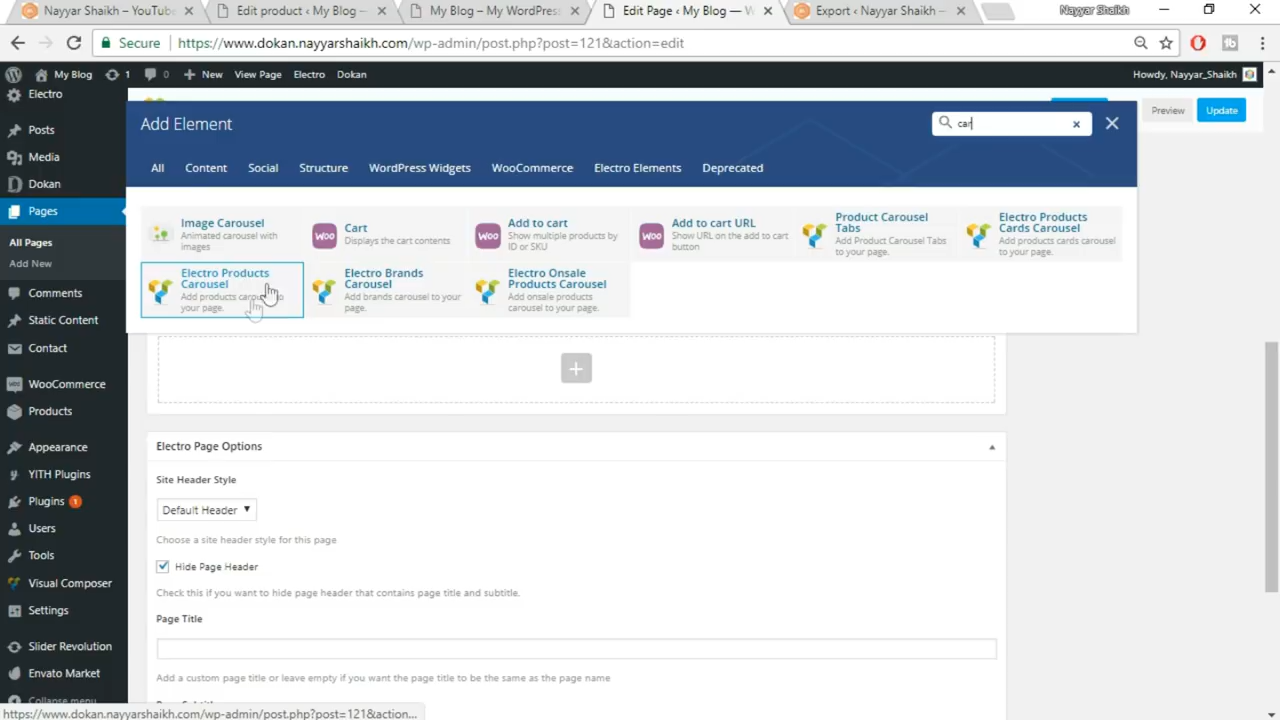 Nayyar Shaikh – YouTube
Edit product ‹ My Blog –
My Blog – My WordPress
Edit Page ‹ My Blog — W
Export ‹ Nayyar Shaikh –
Nayyar Shaikh
Secure
https://www.dokan.nayyarshaikh.com/wp-admin/post.php?post=121&action=edit
My Blog
1
New
View Page
Electro
Dokan
Howdy, Nayyar_Shaikh
Electro
Posts
Media
Dokan
Pages
All Pages
Add New
Comments
Static Content
Contact
WooCommerce
Products
Appearance
YITH Plugins
Plugins 1
Users
Tools
Visual Composer
Settings
Slider Revolution
Envato Market
Collapse menu
Preview
Update
Add Element
car
All
Content
Social
Structure
WordPress Widgets
WooCommerce
Electro Elements
Deprecated
Image Carousel
Animated carousel with
images
Woo
Cart
Displays the cart contents
Woo
Add to cart
Show multiple products by
ID or SKU
Woo
Add to cart URL
Show URL on the add to cart
button
Product Carousel
Tabs
Add Product Carousel Tabs
to your page.
Electro Products
Cards Carousel
Add products cards carousel
to your page.
Electro Products
Carousel
Add products carousel to
your page.
Electro Brands
Carousel
Add brands carousel to your
page.
Electro Onsale
Products Carousel
Add onsale products
carousel to your page.
Electro Page Options
Site Header Style
Default Header
Choose a site header style for this page
Hide Page Header
Check this if you want to hide page header that contains page title and subtitle.
Page Title
Add a custom page title or leave empty if you want the page title to be the same as the page name
https://www.dokan.nayyarshaikh.com/wp-admin/post.php?post=121&action...